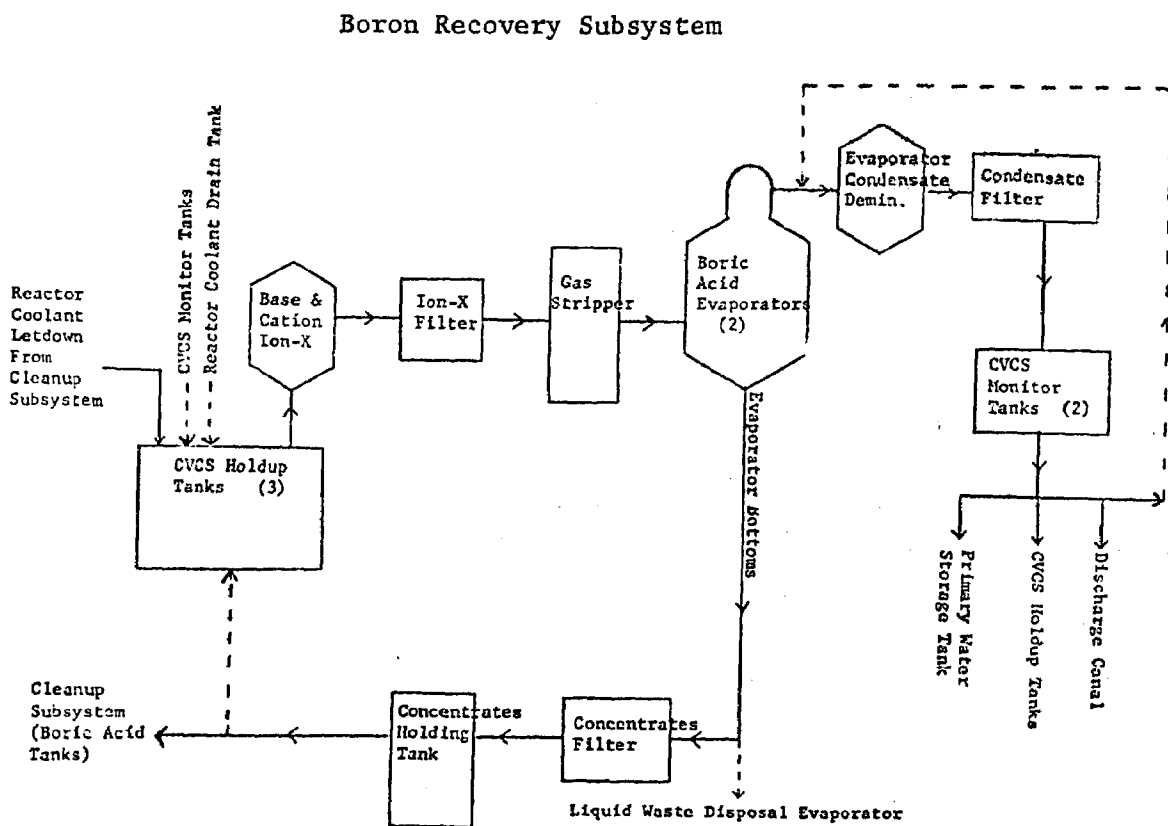 Boron Recovery Subsystem
CVCS Monitor Tanks
Reactor Coolant Drain Tank
Reactor
Coolant
Letdown
From
Cleanup
Subsystem
CVCS Holdup
Tanks (3)
Base &
Cation
Ion-X
Ion-X
Filter
Gas
Stripper
Boric
Acid
Evaporators
(2)
Evaporator
Condensate
Demin.
Condensate
Filter
CVCS
Monitor
Tanks (2)
Primary Water
Storage Tank
CVCS Holdup Tanks
Discharge Canal
Evaporator Bottoms
Cleanup
Subsystem
(Boric Acid
Tanks)
Concentrates
Holding
Tank
Concentrates
Filter
Liquid Waste Disposal Evaporator